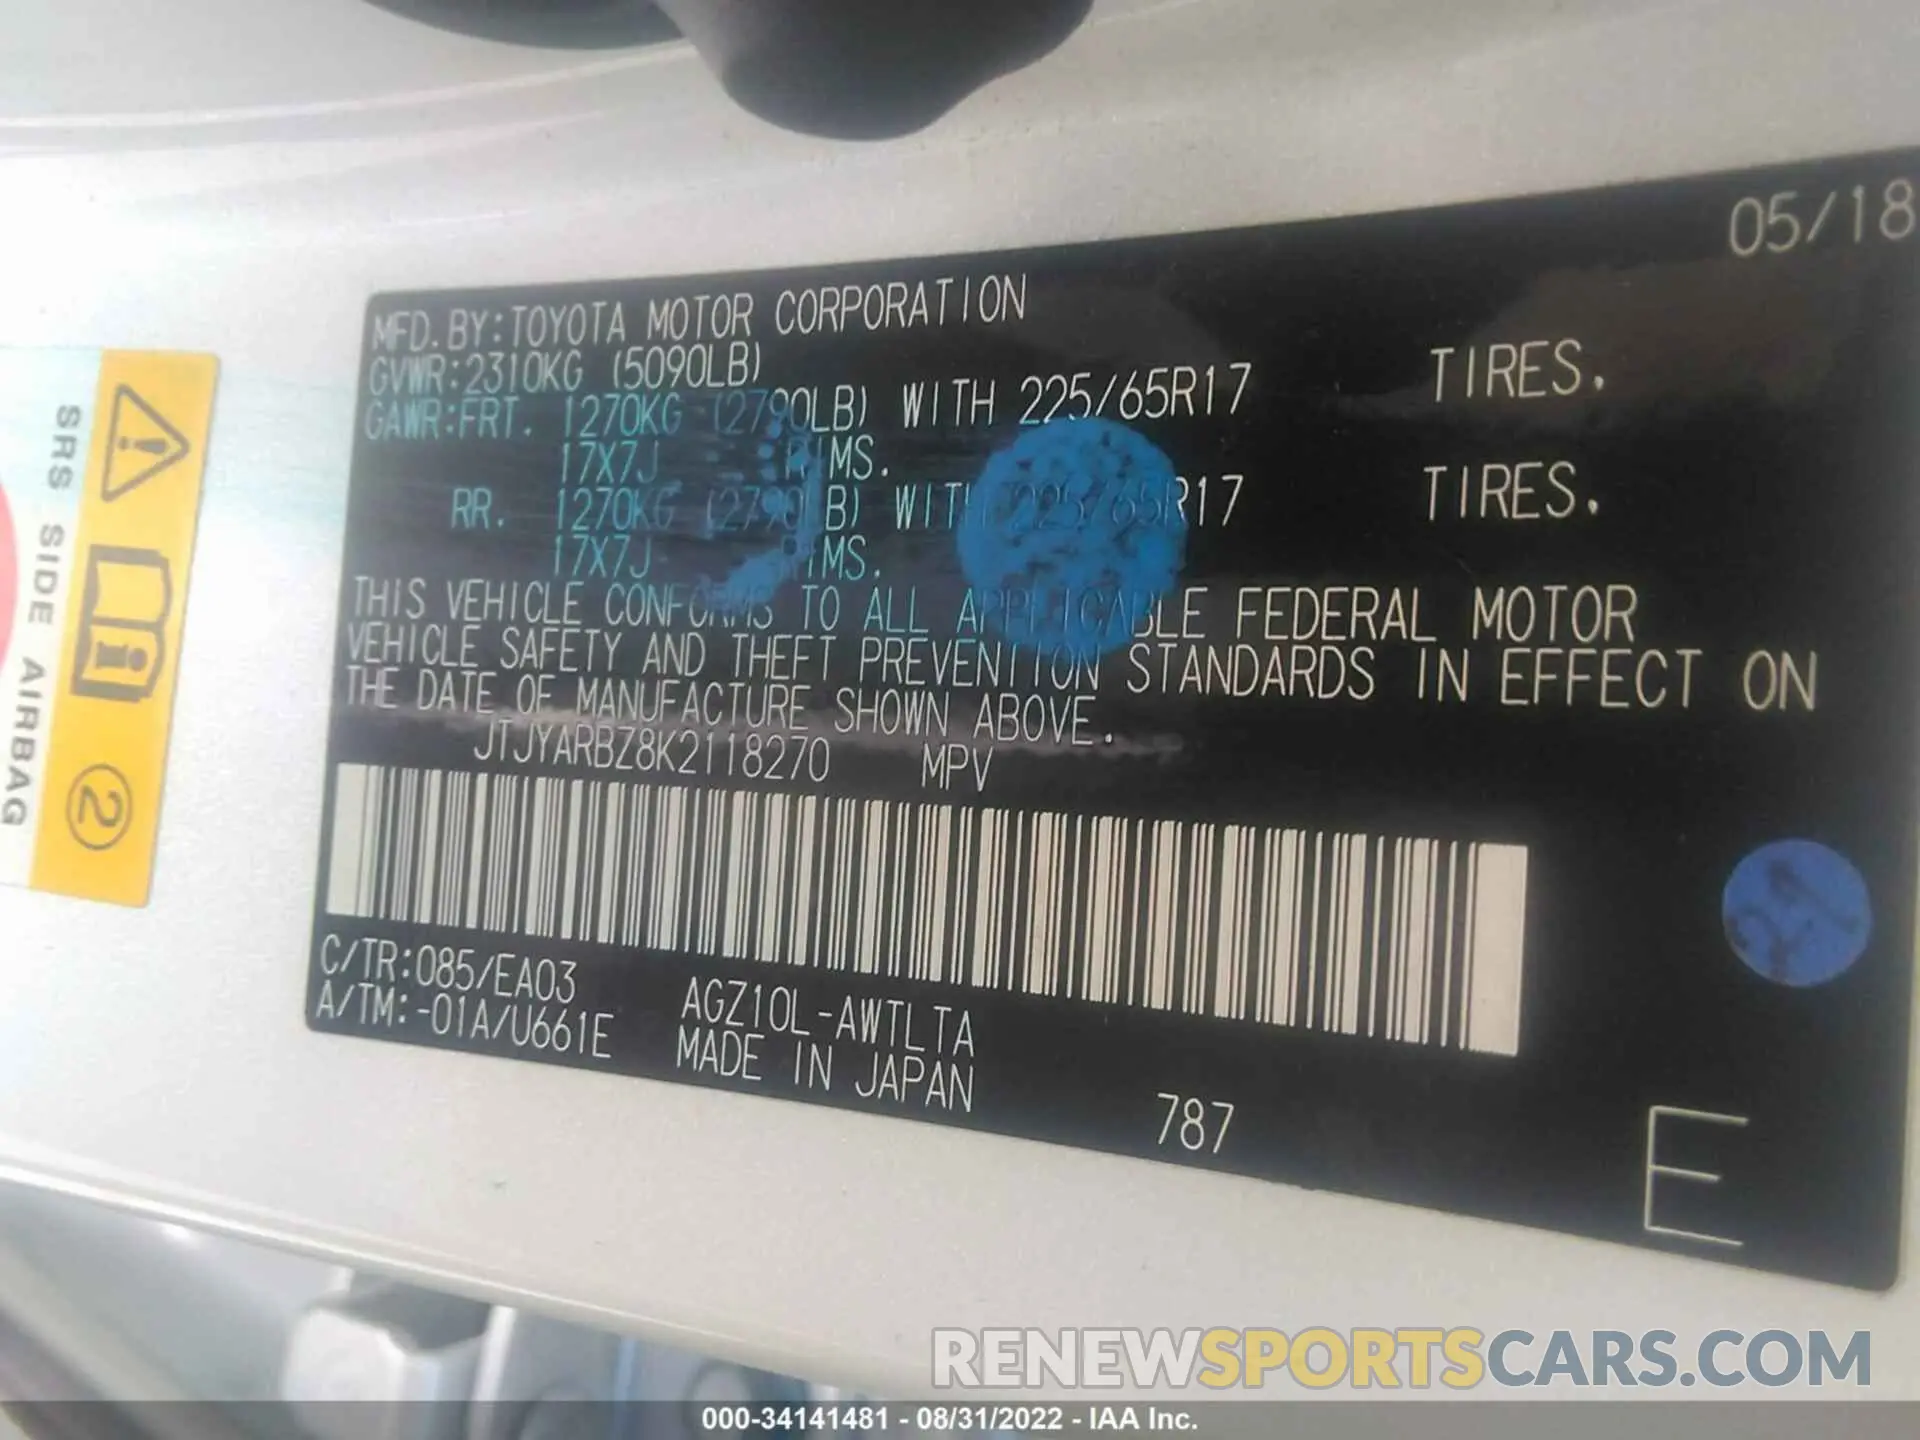 05/18
MFD.BY:TOYOTA MOTOR CORPORATION
GVWR:2310KG (5090LB)
GAWR:FRT. 1270KG (2790LB) WITH 225/65R17 TIRES,
17X7J RIMS.
RR. 1270KG (2790LB) WITH 225/65R17 TIRES,
17X7J RIMS.
THIS VEHICLE CONFORMS TO ALL APPLICABLE FEDERAL MOTOR
VEHICLE SAFETY AND THEFT PREVENTION STANDARDS IN EFFECT ON
THE DATE OF MANUFACTURE SHOWN ABOVE.
JTJYARBZ8K2118270 MPV
C/TR:085/EA03 AGZ10L-AWTLTA
A/TM:-01A/U661E MADE IN JAPAN
787
E
SRS SIDE AIRBAG
2
RENEWSPORTSCARS.COM
000-34141481 - 08/31/2022 - IAA Inc.